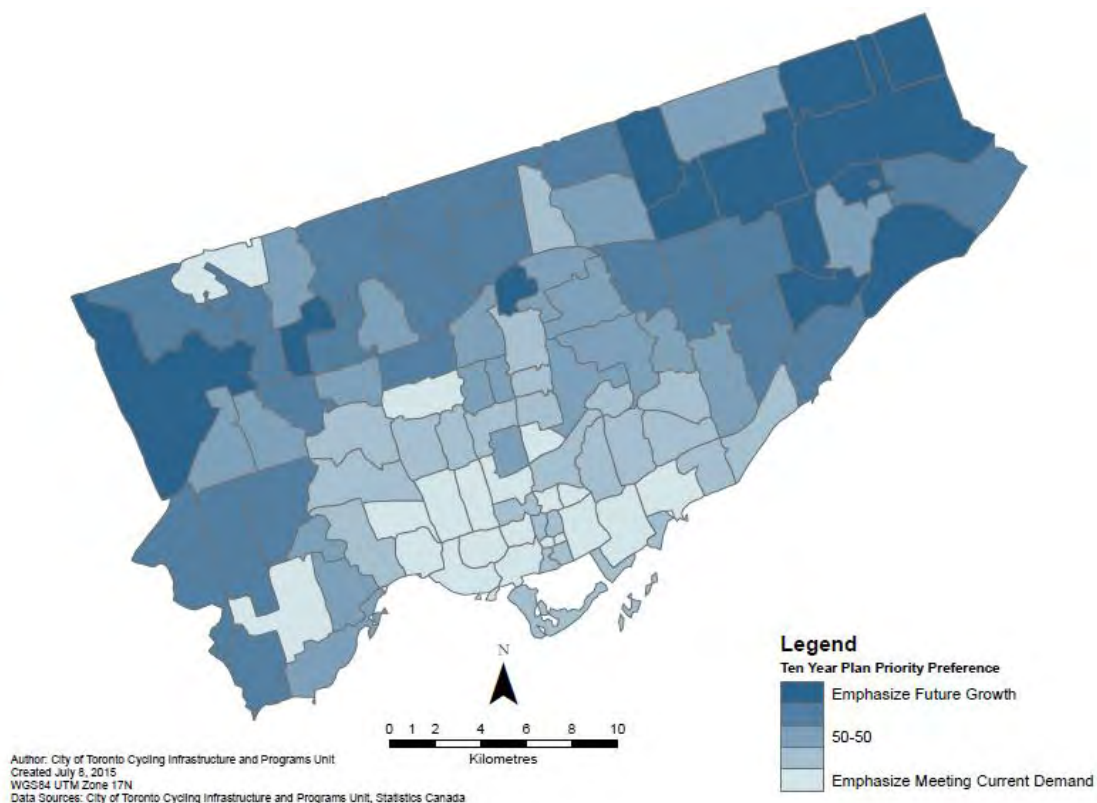 N
0 1 2 4 6 8 10
Kilometres
Legend
Ten Year Plan Priority Preference
Emphasize Future Growth
50-50
Emphasize Meeting Current Demand
Author: City of Toronto Cycling Infrastructure and Programs Unit
Created July 8, 2015
WGS84 UTM Zone 17N
Data Sources: City of Toronto Cycling Infrastructure and Programs Unit, Statistics Canada